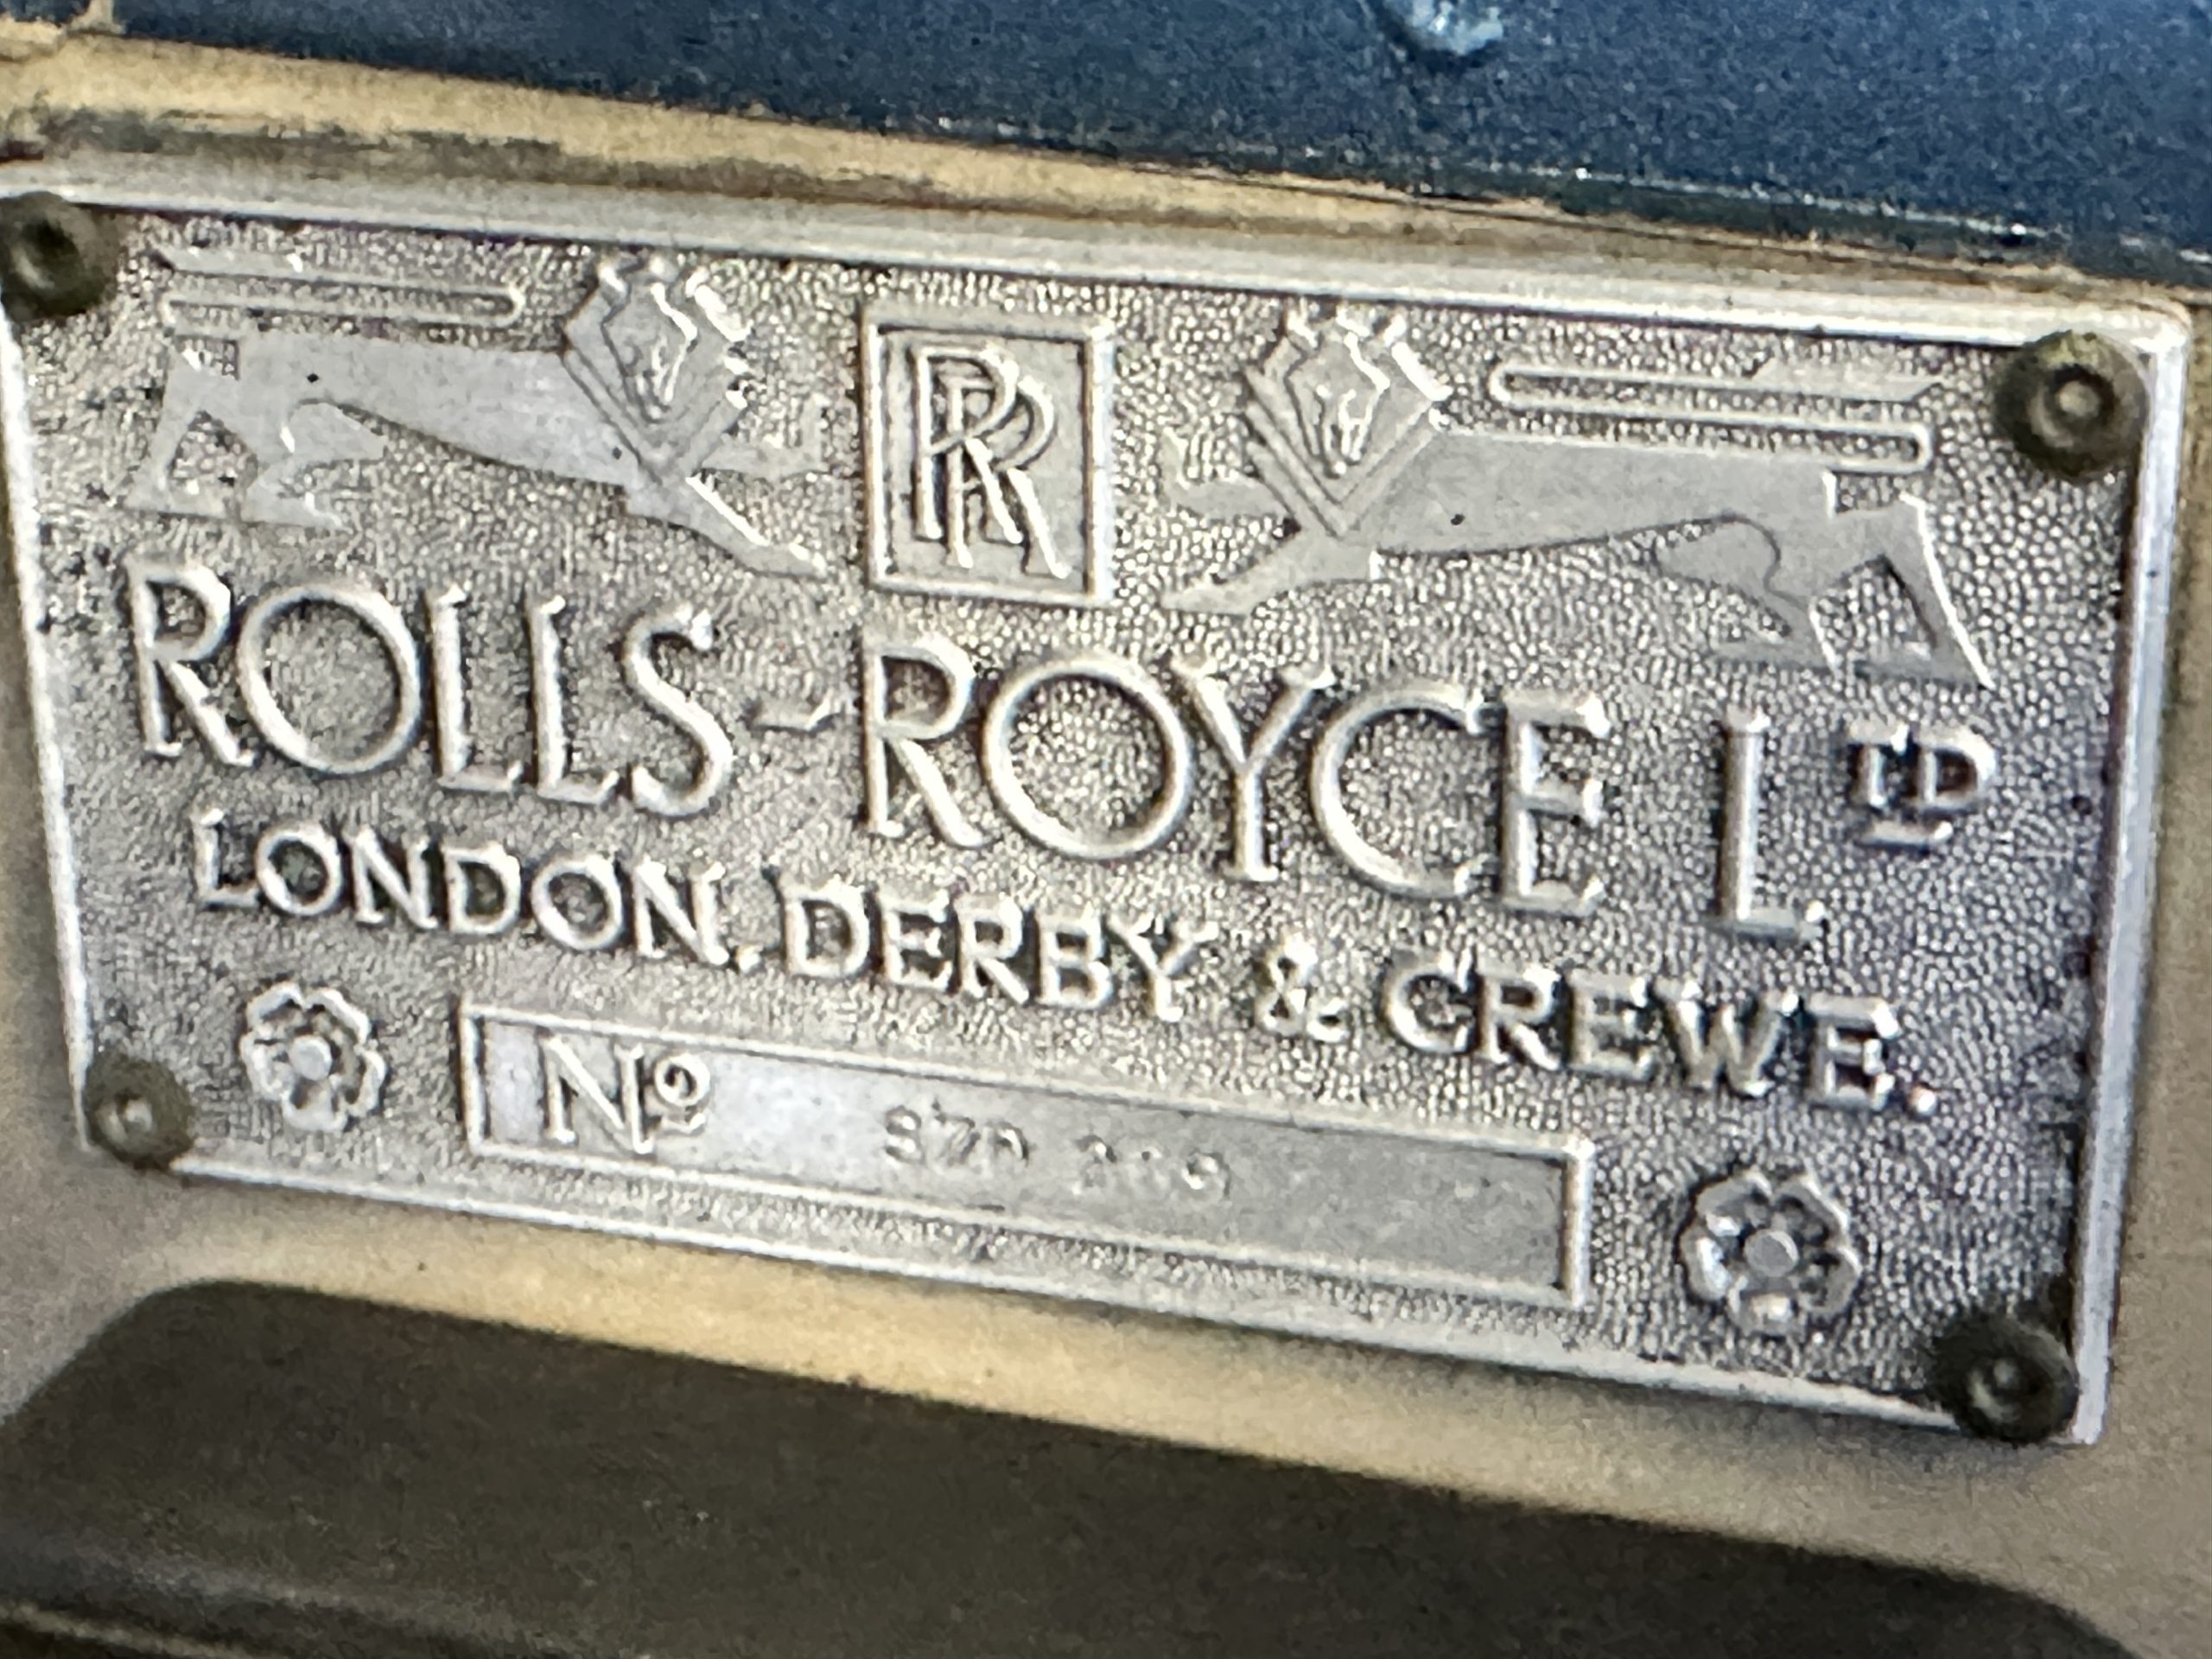 RR
ROLLS-ROYCE LTD
LONDON, DERBY & CREWE.
Nº